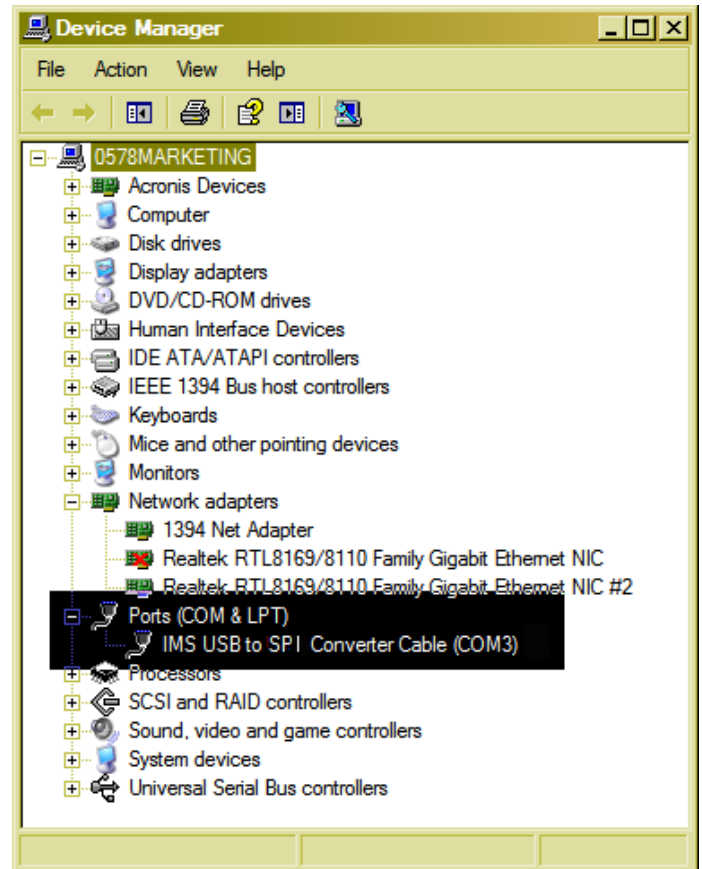 Device Manager
File Action View Help
0578MARKETING
Acronis Devices
Computer
Disk drives
Display adapters
DVD/CD-ROM drives
Human Interface Devices
IDE ATA/ATAPI controllers
IEEE 1394 Bus host controllers
Keyboards
Mice and other pointing devices
Monitors
Network adapters
1394 Net Adapter
Realtek RTL8169/8110 Family Gigabit Ethernet NIC
Realtek RTL8169/8110 Family Gigabit Ethernet NIC #2
Ports (COM & LPT)
IMS USB to SPI Converter Cable (COM3)
Processors
SCSI and RAID controllers
Sound, video and game controllers
System devices
Universal Serial Bus controllers